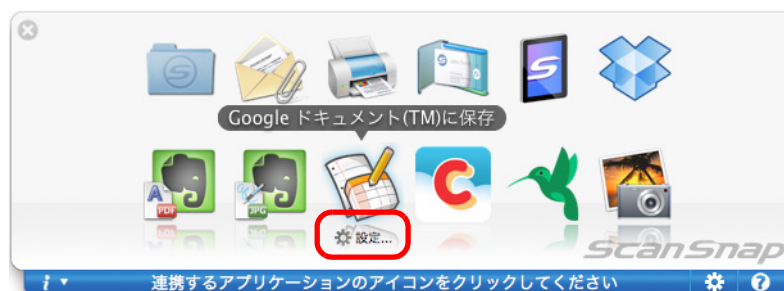 Google ドキュメント(TM)に保存
A
PDF
JPG
C
設定...
ScanSnap
連携するアプリケーションのアイコンをクリックしてください